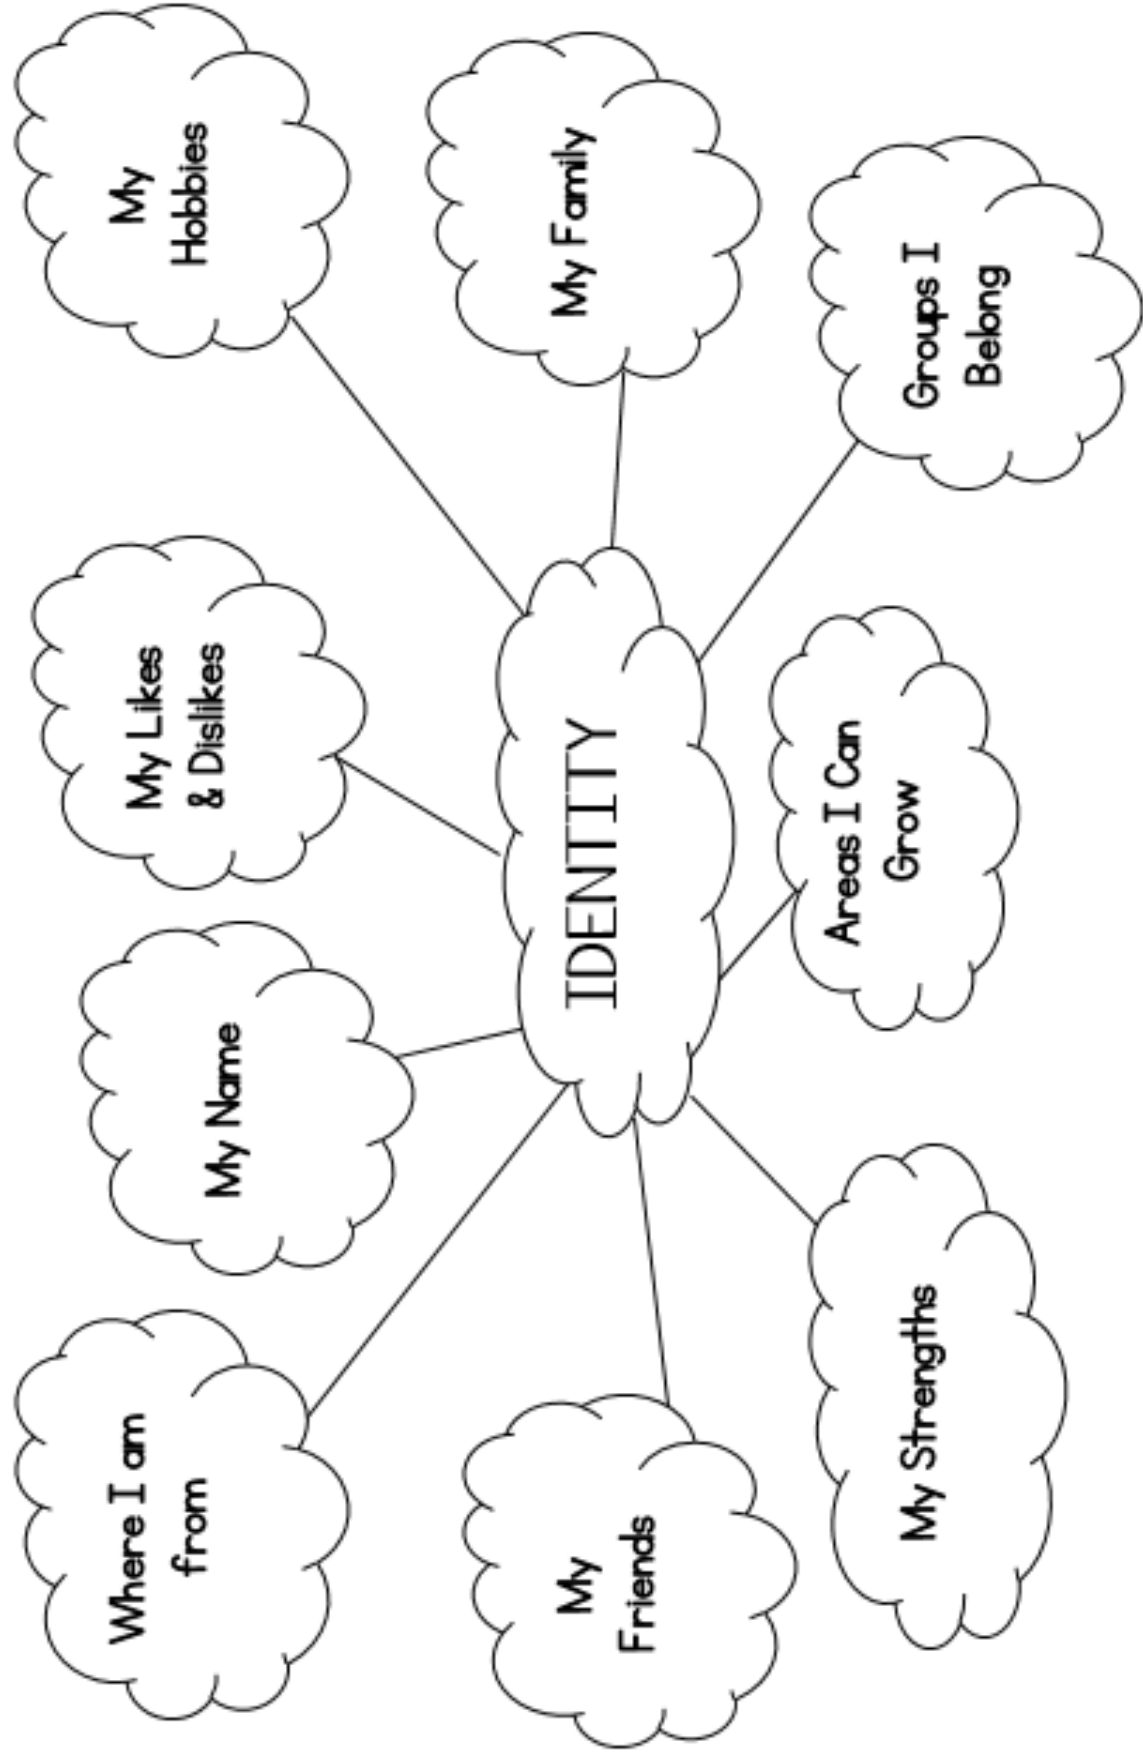 Where I am
from
My Name
My Likes
& Dislikes
My
Hobbies
My
Friends
IDENTITY
My Family
My Strengths
Areas I Can
Grow
Groups I
Belong